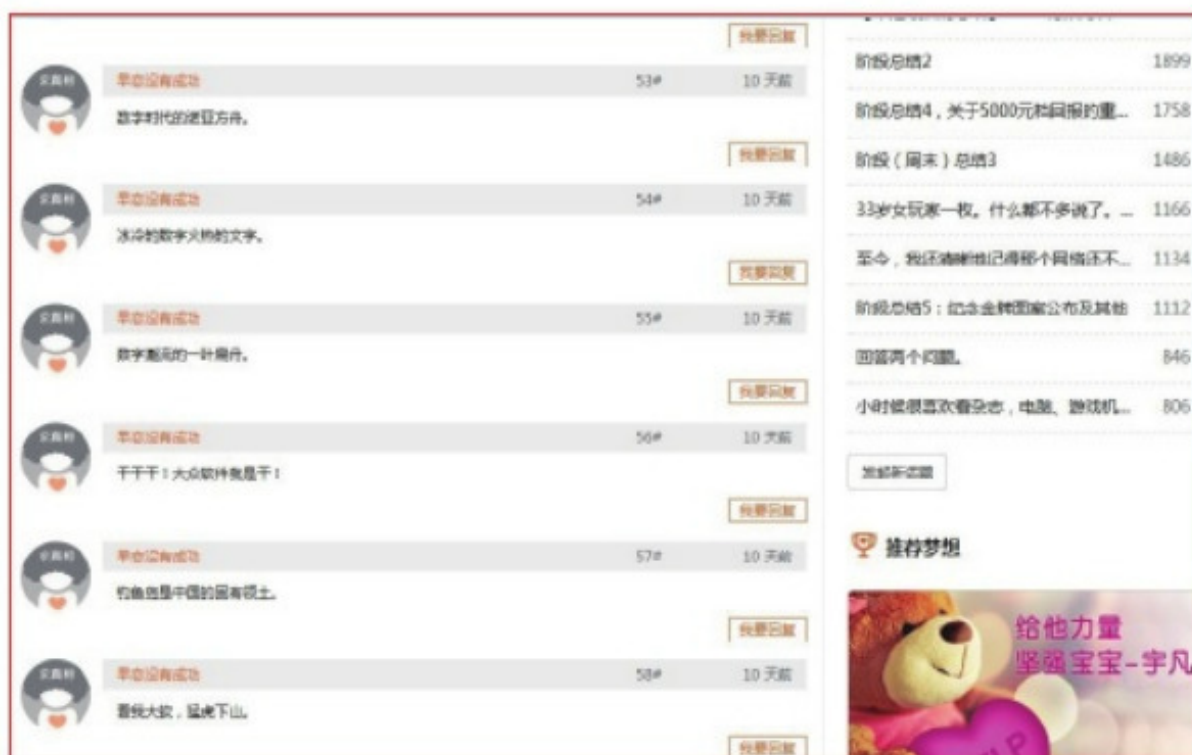 我要回复
早恋没有成功 53# 10 天前
数字时代的诺亚方舟。
我要回复
早恋没有成功 54# 10 天前
冰冷的数字火热的文字。
我要回复
早恋没有成功 55# 10 天前
数字潮流的一叶扁舟。
我要回复
早恋没有成功 56# 10 天前
干干干！大众软件就是干！
我要回复
早恋没有成功 57# 10 天前
钓鱼岛是中国的固有领土。
我要回复
早恋没有成功 58# 10 天前
看我大软，猛虎下山。
我要回复
阶段总结2 1899
阶段总结4，关于5000元档回报的重... 1758
阶段（周末）总结3 1486
33岁女玩家一枚。什么都不多说了。... 1166
至今，我还清晰地记得那个网络还不... 1134
阶段总结5：纪念金牌图案公布及其他 1112
回答两个问题。 846
小时候很喜欢看杂志，电脑、游戏机... 806
发起新话题
推荐梦想
给他力量
坚强宝宝-宇凡